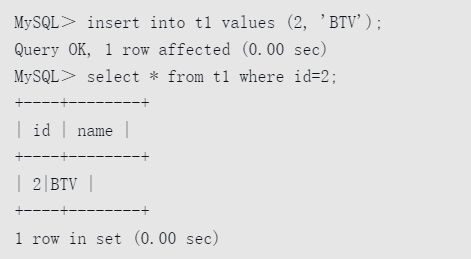 MySQL> insert into t1 values (2, 'BTV');
Query OK, 1 row affected (0.00 sec)
MySQL> select * from t1 where id=2;
+----+--------+
| id | name |
+----+--------+
| 2|BTV |
+----+--------+
1 row in set (0.00 sec)